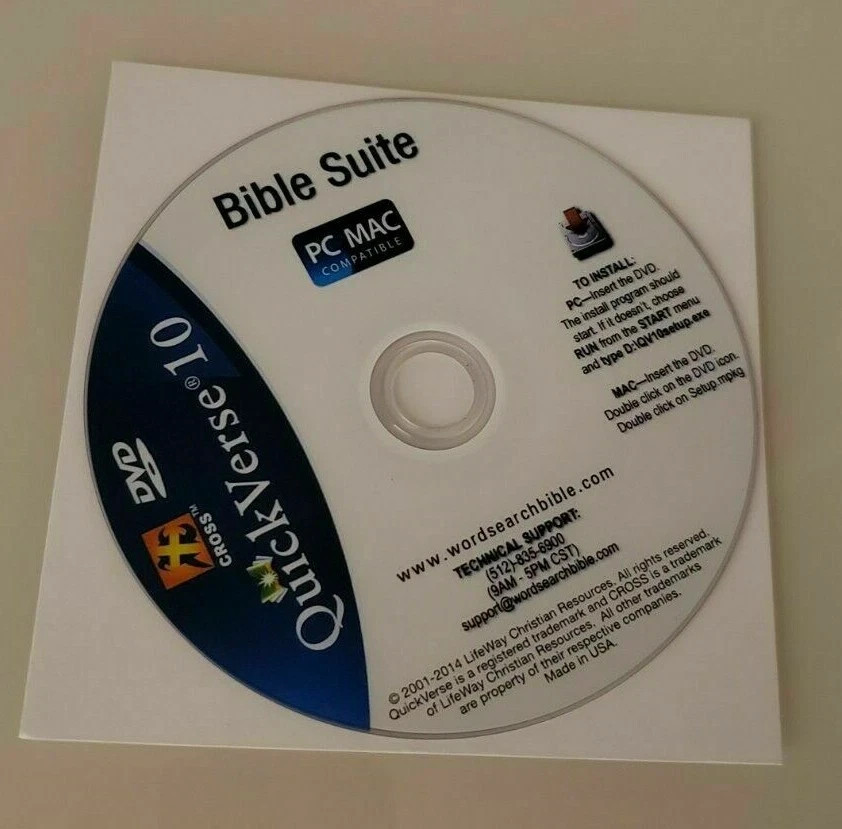 Bible Suite
PC MAC
COMPATIBLE
TO INSTALL:
PC—Insert the DVD.
The install program should
start. If it doesn't, choose
RUN from the START menu
and type D:\QV10setup.exe
MAC—Insert the DVD.
Double click on the DVD icon.
Double click on Setup.mpkg
QuickVerse® 10
DVD
CROSS™
www.wordsearchbible.com
TECHNICAL SUPPORT:
(512)-835-6900
(9AM - 5PM CST)
support@wordsearchbible.com
© 2001-2014 LifeWay Christian Resources. All rights reserved.
QuickVerse is a registered trademark and CROSS is a trademark
of LifeWay Christian Resources. All other trademarks
are property of their respective companies.
Made in USA.